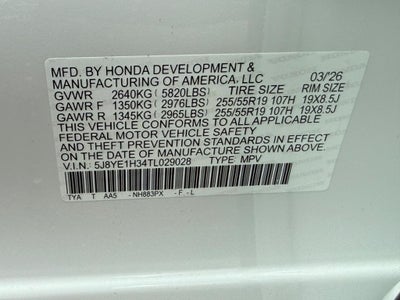 MFD. BY HONDA DEVELOPMENT &
MANUFACTURING OF AMERICA, LLC 03/'26
GVWR 2640KG (5820LBS) TIRE SIZE RIM SIZE
GAWR F 1350KG (2976LBS) 255/55R19 107H 19X8.5J
GAWR R 1345KG (2965LBS) 255/55R19 107H 19X8.5J
THIS VEHICLE CONFORMS TO ALL APPLICABLE
FEDERAL MOTOR VEHICLE SAFETY, BUMPER,
AND THEFT PREVENTION STANDARDS IN EFFECT
ON THE DATE OF MANUFACTURE SHOWN ABOVE.
V.I.N.: 5J8YE1H34TL029028 TYPE: MPV
TYA T AA5 -NH883PX -F -L